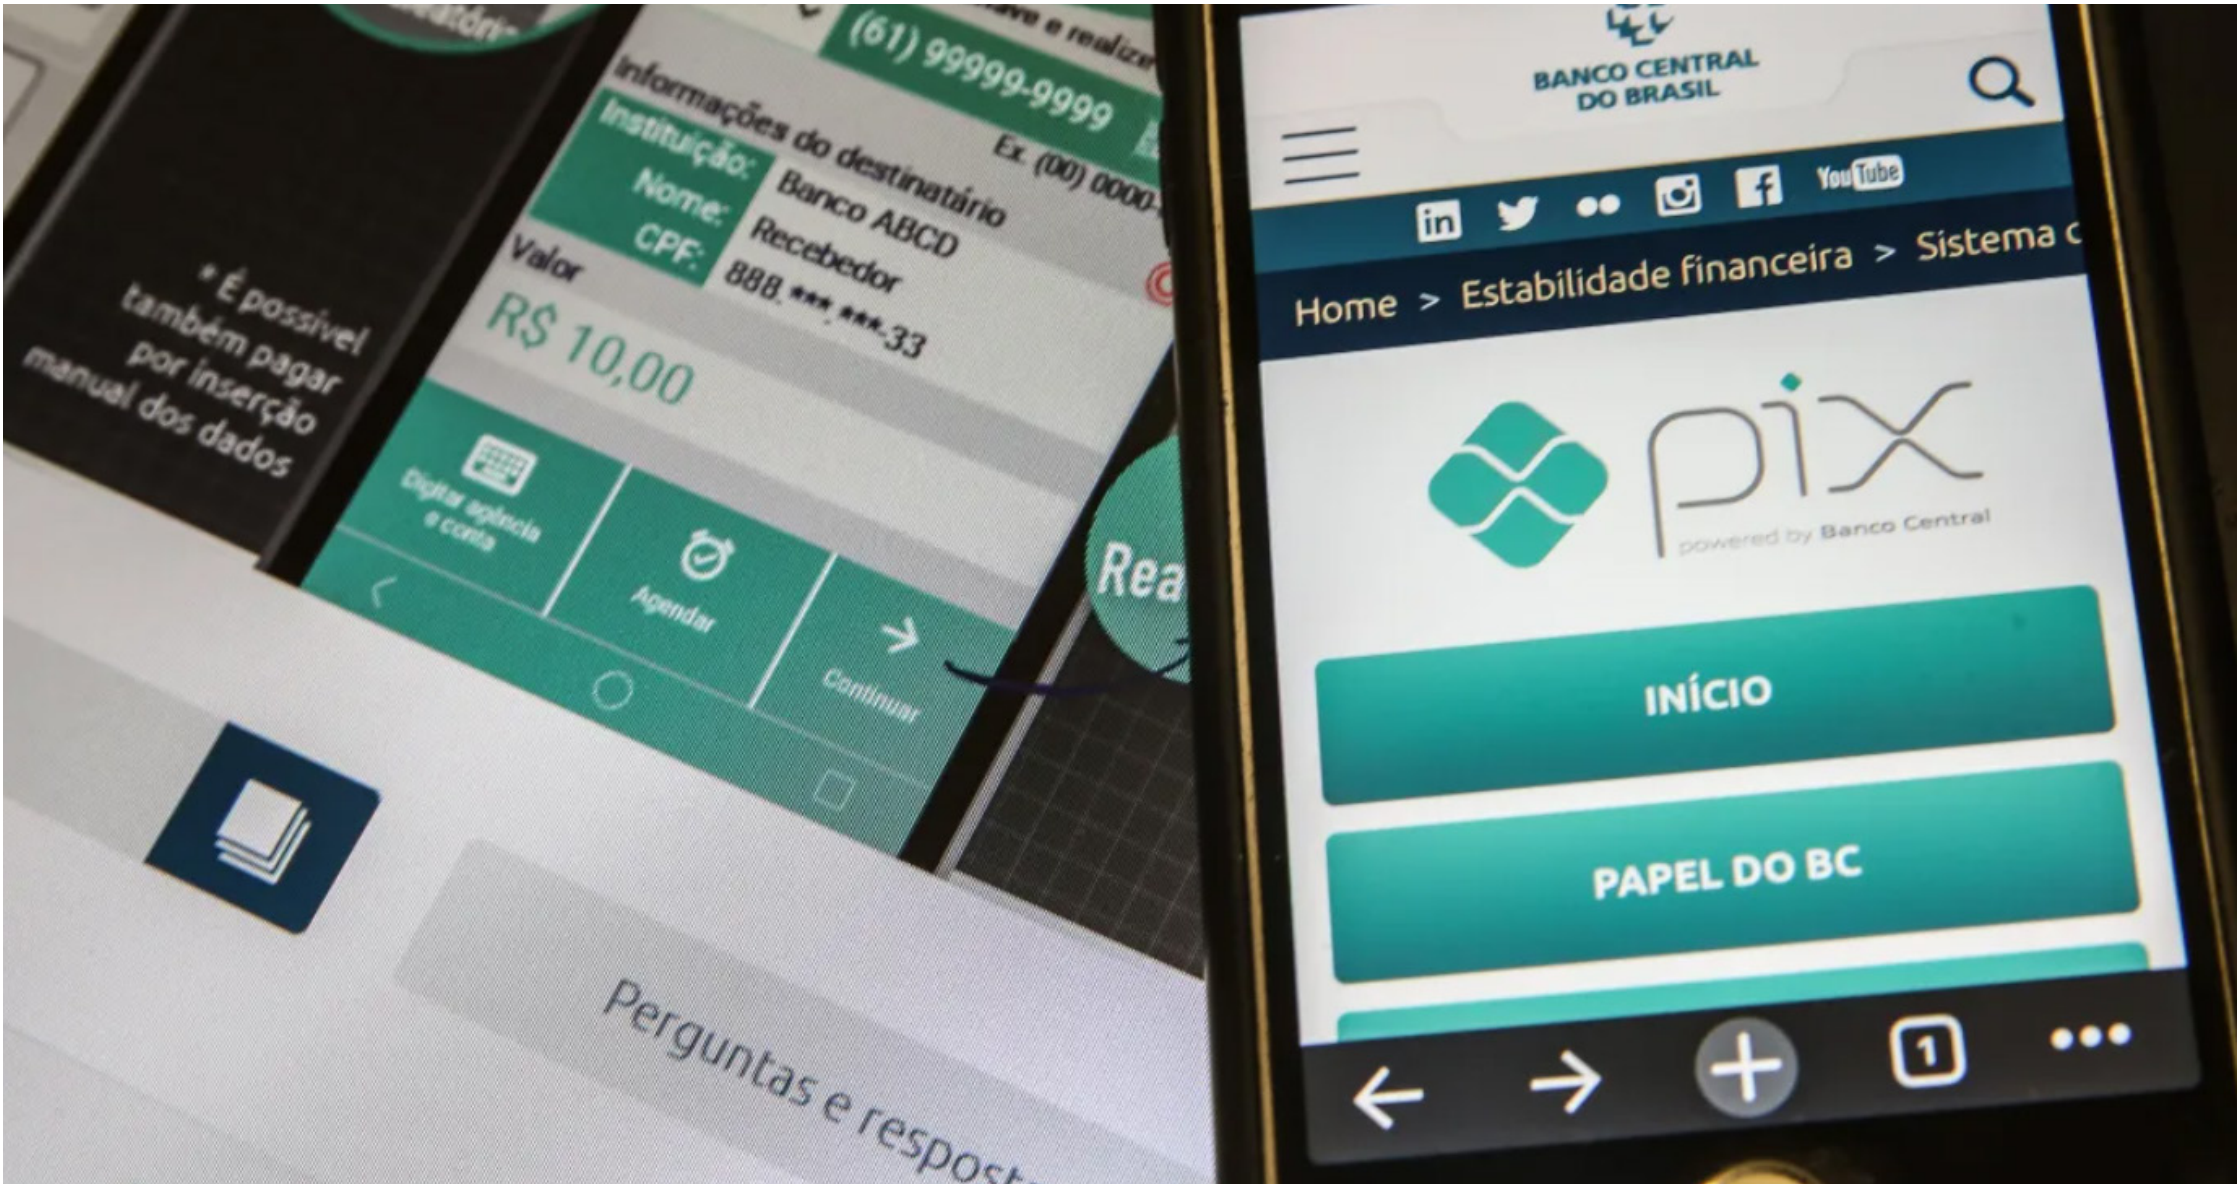 (61) 99999-9999
Ex. (00) 0000-
Informações do destinatário
Instituição: Banco ABCD
Nome: Recebedor
CPF: 888.***.***-33
Valor
R$ 10,00
Digitar agência
e conta
Agendar
Continuar
* É possível
também pagar
por inserção
manual dos dados
Rea
Perguntas e respost
BANCO CENTRAL
DO BRASIL
in
YouTube
Home > Estabilidade financeira > Sistema
pix
powered by Banco Central
INÍCIO
PAPEL DO BC
1